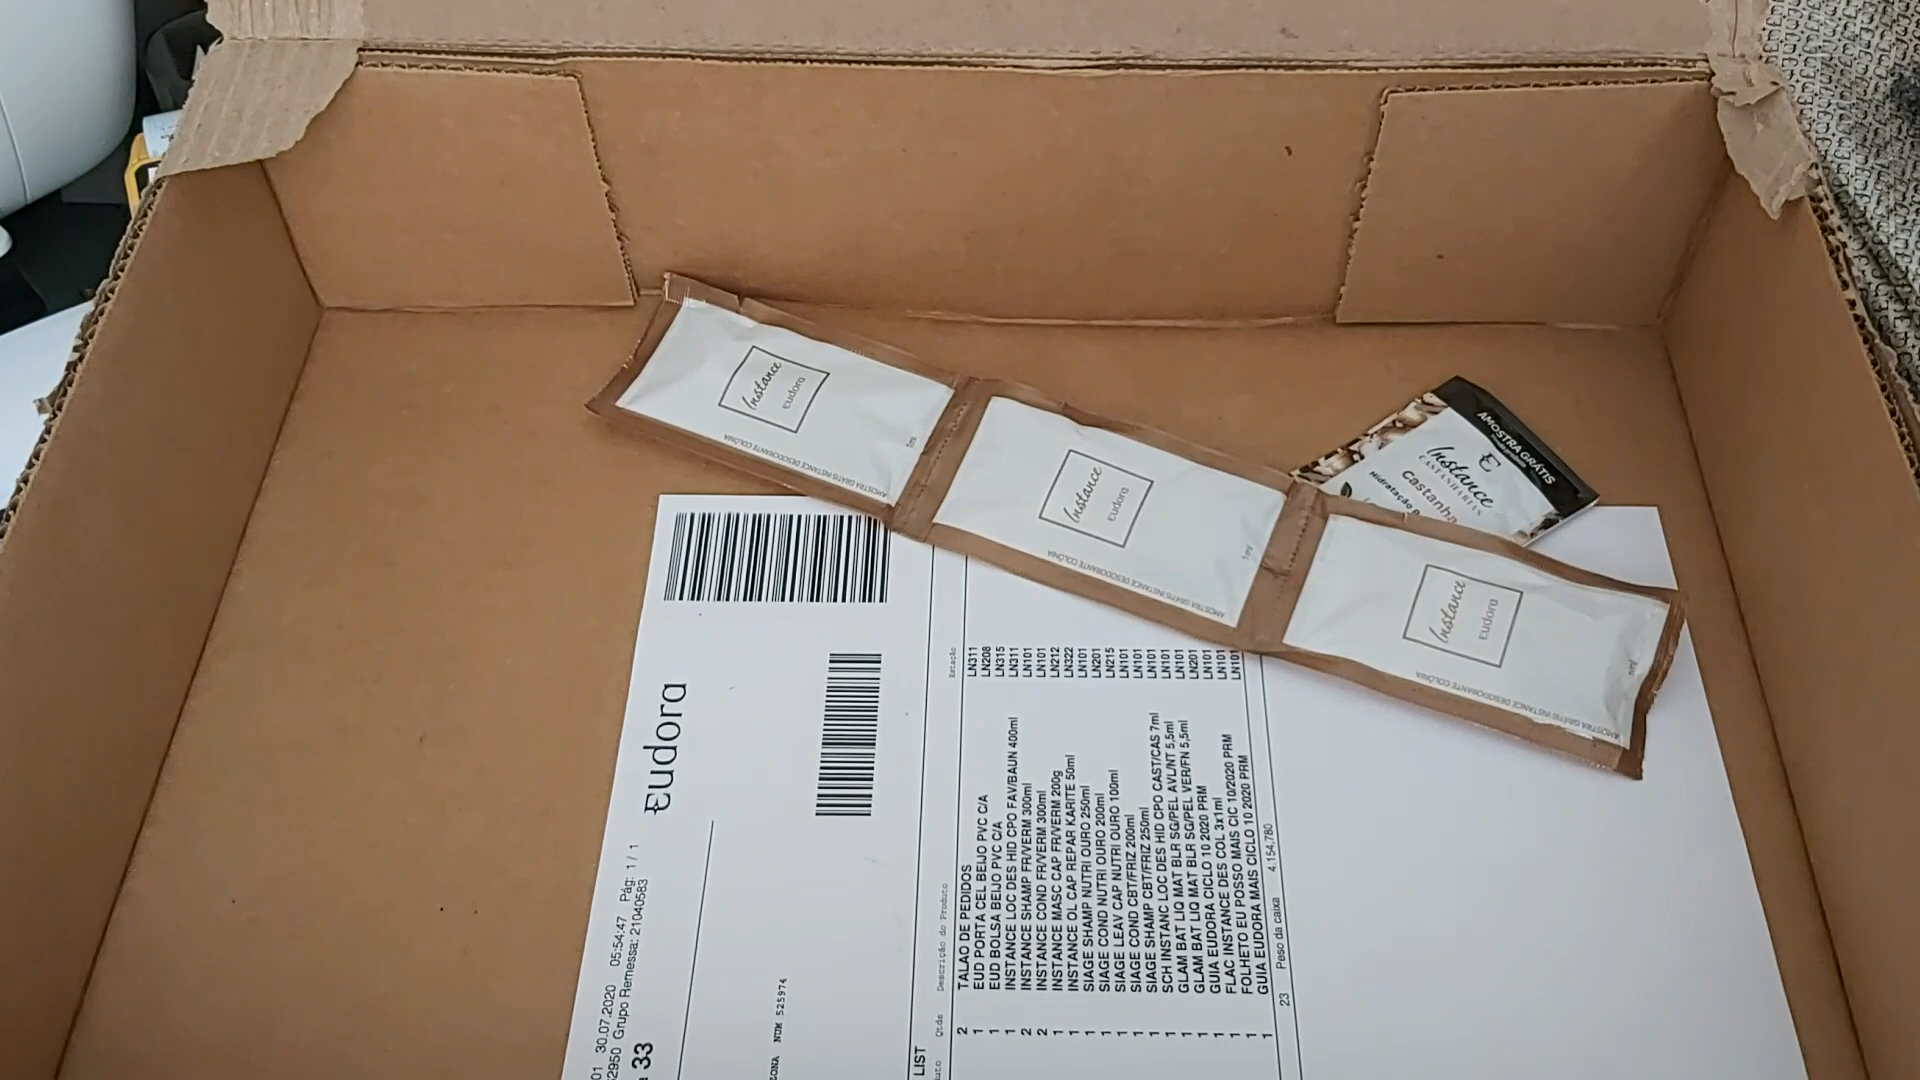 Instance
eudora
AMOSTRA GRÁTIS INSTANCE DESODORANTE COLÔNIA
1ml
Instance
eudora
AMOSTRA GRÁTIS INSTANCE DESODORANTE COLÔNIA
1ml
Instance
eudora
AMOSTRA GRÁTIS INSTANCE DESODORANTE COLÔNIA
1ml
AMOSTRA GRÁTIS
E
Instance
CASTANHARIAS
Castanha
Hidratação
eudora
01 30.07.2020 05:54:47 Pág: 1 / 1
2950 Grupo Remessa: 21040583
33
ZONA NUM 525974
LIST
uto Qtde Descrição do Produto Estação
2 TALAO DE PEDIDOS LN311
1 EUD PORTA CEL BEIJO PVC C/A LN208
1 EUD BOLSA BEIJO PVC C/A LN315
1 INSTANCE LOC DES HID CPO FAV/BAUN 400ml LN311
2 INSTANCE SHAMP FR/VERM 300ml LN101
2 INSTANCE COND FR/VERM 300ml LN101
1 INSTANCE MASC CAP FR/VERM 200g LN212
1 INSTANCE OL CAP REPAR KARITE 50ml LN322
1 SIAGE SHAMP NUTRI OURO 250ml LN101
1 SIAGE COND NUTRI OURO 200ml LN201
1 SIAGE LEAV CAP NUTRI OURO 100ml LN215
1 SIAGE COND CBT/FRIZ 200ml LN101
1 SIAGE SHAMP CBT/FRIZ 250ml LN101
1 SCH INSTANC LOC DES HID CPO CAST/CAS 7ml LN101
1 GLAM BAT LIQ MAT BLR SG/PEL AVL/NT 5,5ml LN101
1 GLAM BAT LIQ MAT BLR SG/PEL VER/FN 5,5ml LN101
1 GUIA EUDORA CICLO 10 2020 PRM LN201
1 FLAC INSTANCE DES COL 3x1ml LN101
1 FOLHETO EU POSSO MAIS CIC 10/2020 PRM LN101
1 GUIA EUDORA MAIS CICLO 10 2020 PRM LN101
23 Peso da caixa 4.154,780